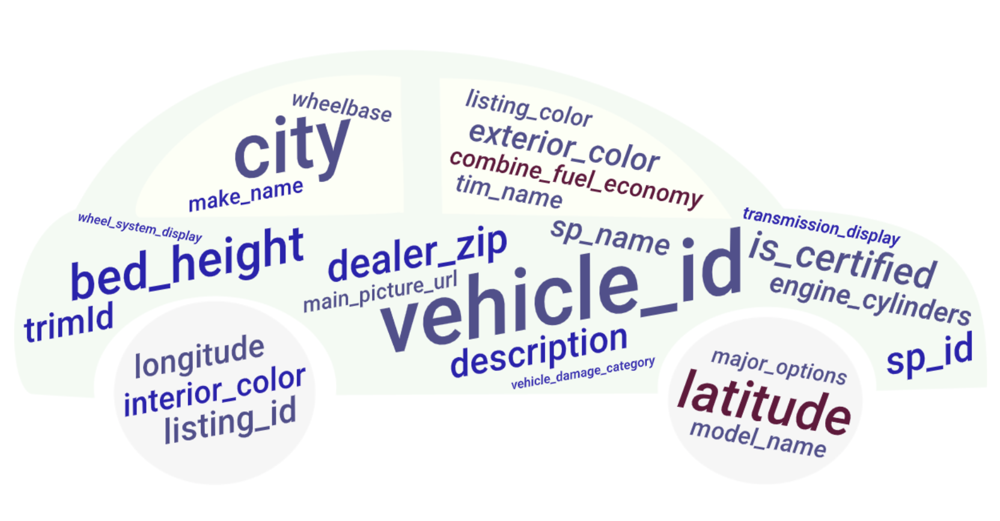 wheelbase
city
make_name
listing_color
exterior_color
combine_fuel_economy
tim_name
wheel_system_display
bed_height
trimId
dealer_zip
main_picture_url
sp_name
vehicle_id
description
vehicle_damage_category
transmission_display
is_certified
engine_cylinders
sp_id
longitude
interior_color
listing_id
major_options
latitude
model_name